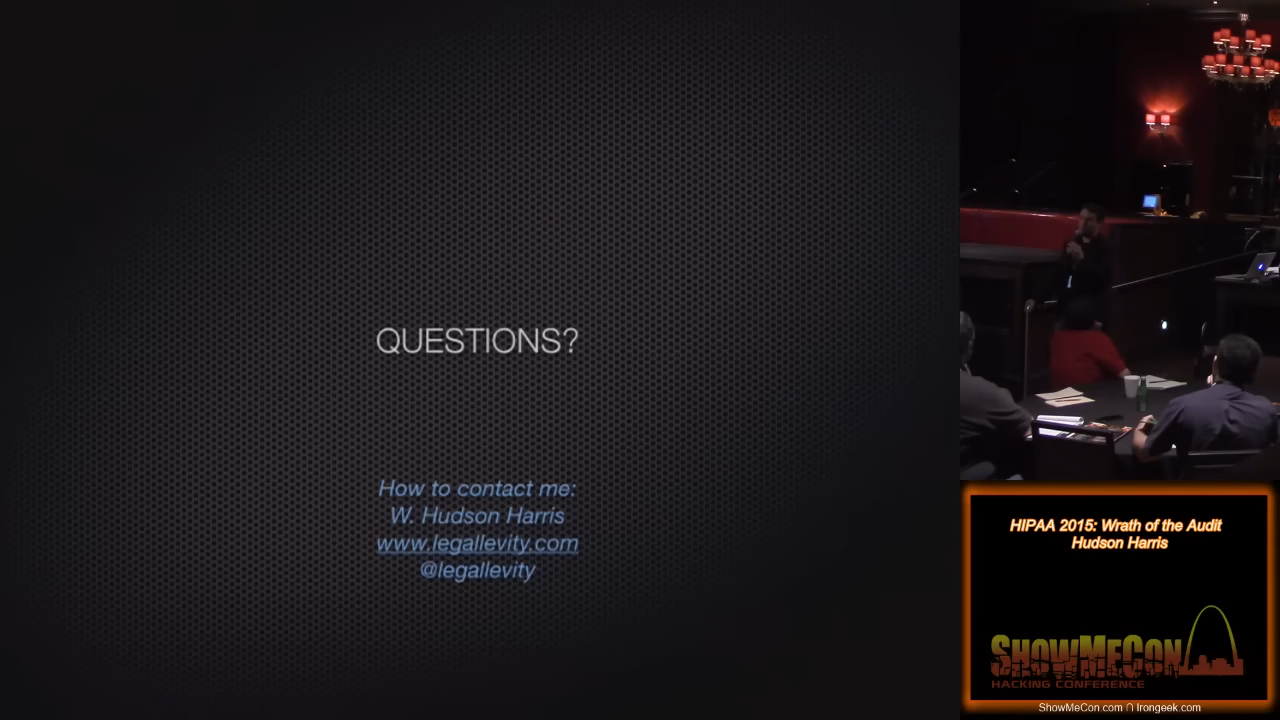 QUESTIONS?
How to contact me:
W. Hudson Harris
www.legallevity.com
@legallevity
HIPAA 2015: Wrath of the Audit
Hudson Harris
SHOWMECON
HACKING CONFERENCE
ShowMeCon.com ∩ Irongeek.com